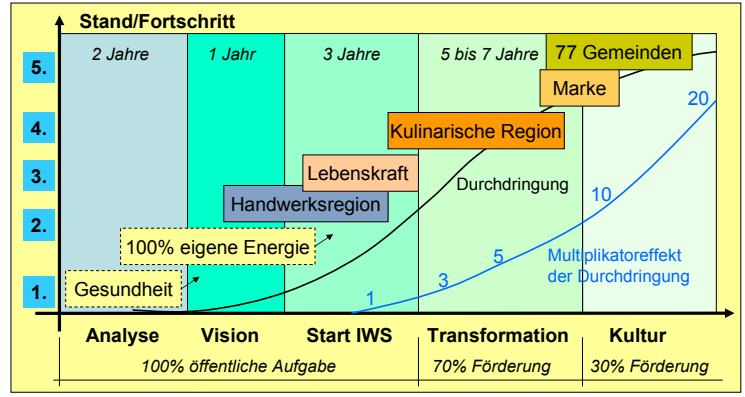 Stand/Fortschritt
2 Jahre
1 Jahr
3 Jahre
5 bis 7 Jahre
77 Gemeinden
5.
Marke
20
4.
Kulinarische Region
3.
Lebenskraft
Durchdringung
Handwerksregion
10
2.
100% eigene Energie
5
Multiplikatoreffekt
der Durchdringung
Gesundheit
3
1.
1
Analyse
Vision
Start IWS
Transformation
Kultur
100% öffentliche Aufgabe
70% Förderung
30% Förderung